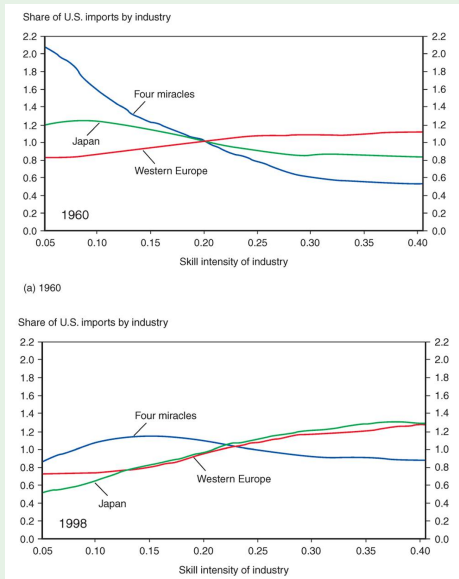 Share of U.S. imports by industry
2.2 2.2
2.0 2.0
1.8 1.8
1.6 1.6
Four miracles
1.4 1.4
1.2 1.2
Japan
1.0 1.0
Western Europe
0.8 0.8
0.6 0.6
0.4 0.4
0.2 1960 0.2
0.0 0.0
0.05 0.10 0.15 0.20 0.25 0.30 0.35 0.40
Skill intensity of industry
(a) 1960
Share of U.S. imports by industry
2.2 2.2
2.0 2.0
1.8 1.8
1.6 1.6
1.4 Four miracles 1.4
1.2 1.2
1.0 1.0
0.8 0.8
Western Europe
0.6 0.6
0.4 Japan 0.4
0.2 1998 0.2
0.0 0.0
0.05 0.10 0.15 0.20 0.25 0.30 0.35 0.40
Skill intensity of industry